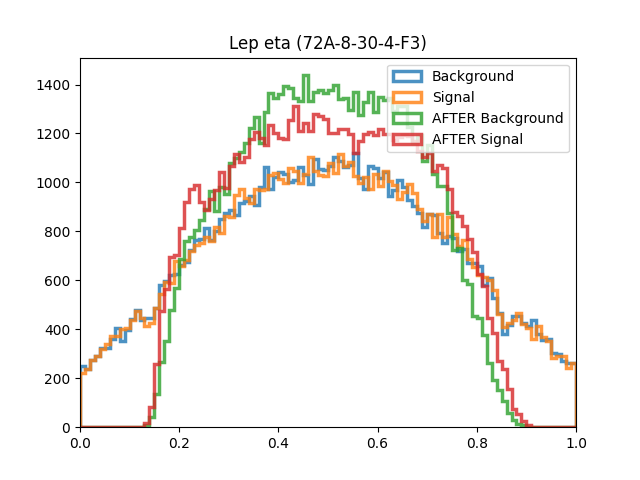 Lep eta (72A-8-30-4-F3)
Background
Signal
AFTER Background
AFTER Signal
1400
1200
1000
800
600
400
200
0
0.0 0.2 0.4 0.6 0.8 1.0